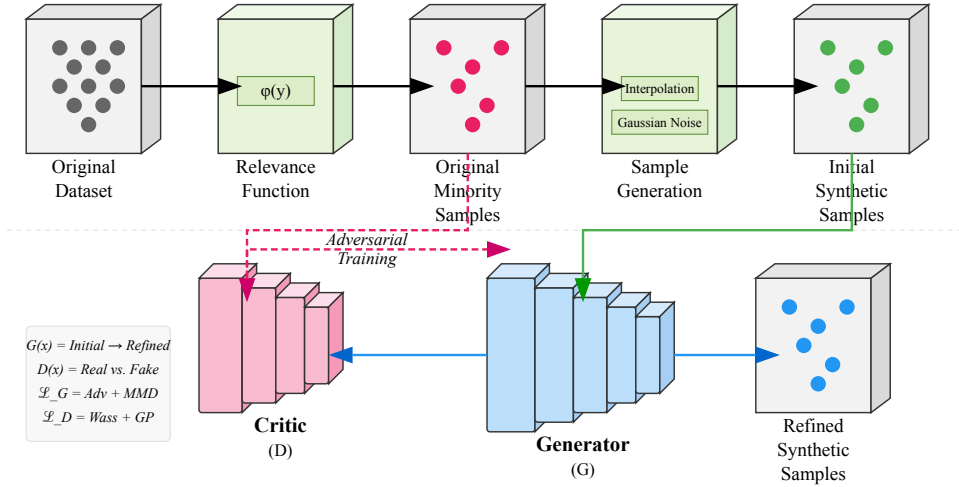 φ(y)
Interpolation
Gaussian Noise
Original
Dataset
Relevance
Function
Original
Minority
Samples
Sample
Generation
Initial
Synthetic
Samples
Adversarial
Training
G(x) = Initial → Refined
D(x) = Real vs. Fake
ℒ_G = Adv + MMD
ℒ_D = Wass + GP
Critic
(D)
Generator
(G)
Refined
Synthetic
Samples